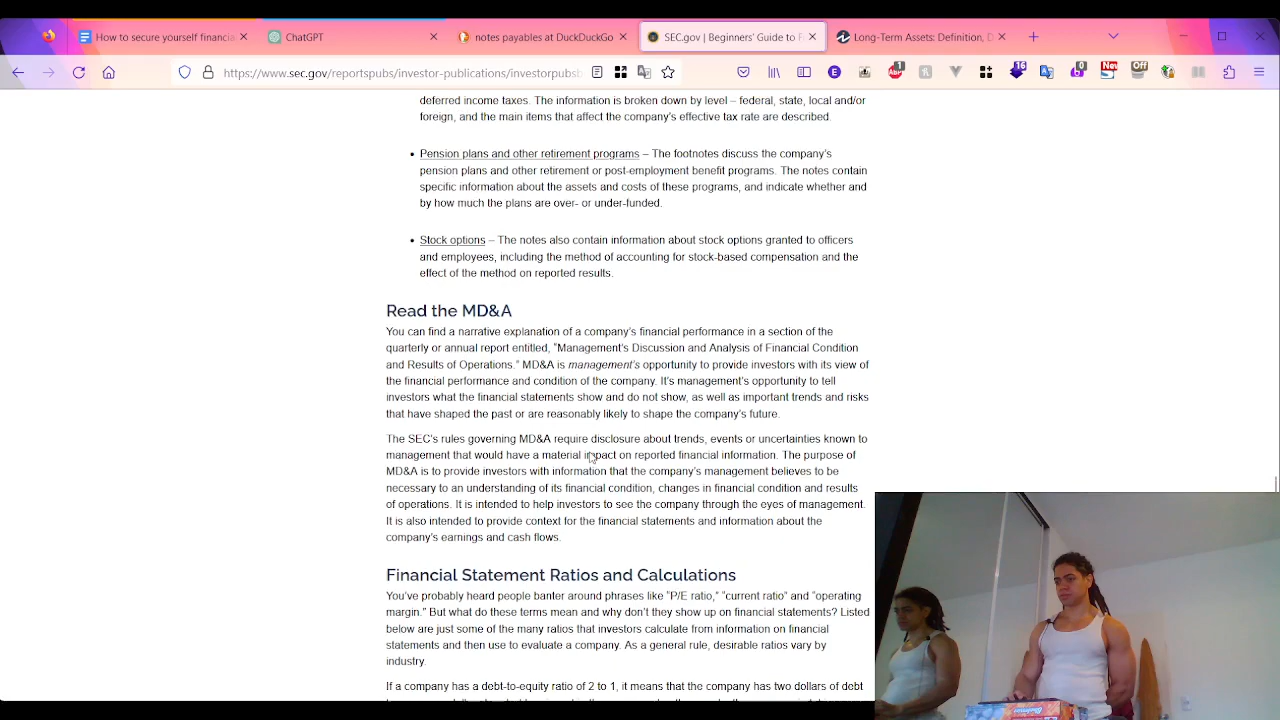 How to secure yourself financia
ChatGPT
notes payables at DuckDuckGo
SEC.gov | Beginners' Guide to F
Long-Term Assets: Definition, D
https://www.sec.gov/reportspubs/investor-publications/investorpubsb
1
16
0
New
Off
deferred income taxes. The information is broken down by level – federal, state, local and/or
foreign, and the main items that affect the company's effective tax rate are described.
• Pension plans and other retirement programs – The footnotes discuss the company's
pension plans and other retirement or post-employment benefit programs. The notes contain
specific information about the assets and costs of these programs, and indicate whether and
by how much the plans are over- or under-funded.
• Stock options – The notes also contain information about stock options granted to officers
and employees, including the method of accounting for stock-based compensation and the
effect of the method on reported results.
Read the MD&A
You can find a narrative explanation of a company's financial performance in a section of the
quarterly or annual report entitled, "Management's Discussion and Analysis of Financial Condition
and Results of Operations." MD&A is management's opportunity to provide investors with its view of
the financial performance and condition of the company. It's management's opportunity to tell
investors what the financial statements show and do not show, as well as important trends and risks
that have shaped the past or are reasonably likely to shape the company's future.
The SEC's rules governing MD&A require disclosure about trends, events or uncertainties known to
management that would have a material impact on reported financial information. The purpose of
MD&A is to provide investors with information that the company's management believes to be
necessary to an understanding of its financial condition, changes in financial condition and results
of operations. It is intended to help investors to see the company through the eyes of management.
It is also intended to provide context for the financial statements and information about the
company's earnings and cash flows.
Financial Statement Ratios and Calculations
You've probably heard people banter around phrases like "P/E ratio," "current ratio" and "operating
margin." But what do these terms mean and why don't they show up on financial statements? Listed
below are just some of the many ratios that investors calculate from information on financial
statements and then use to evaluate a company. As a general rule, desirable ratios vary by
industry.
If a company has a debt-to-equity ratio of 2 to 1, it means that the company has two dollars of debt